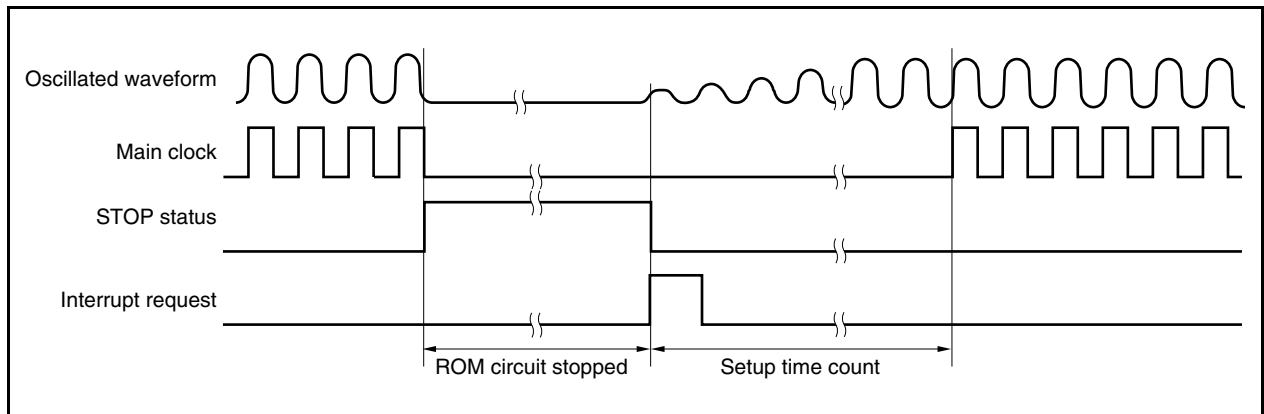 Oscillated waveform
Main clock
STOP status
Interrupt request
ROM circuit stopped
Setup time count